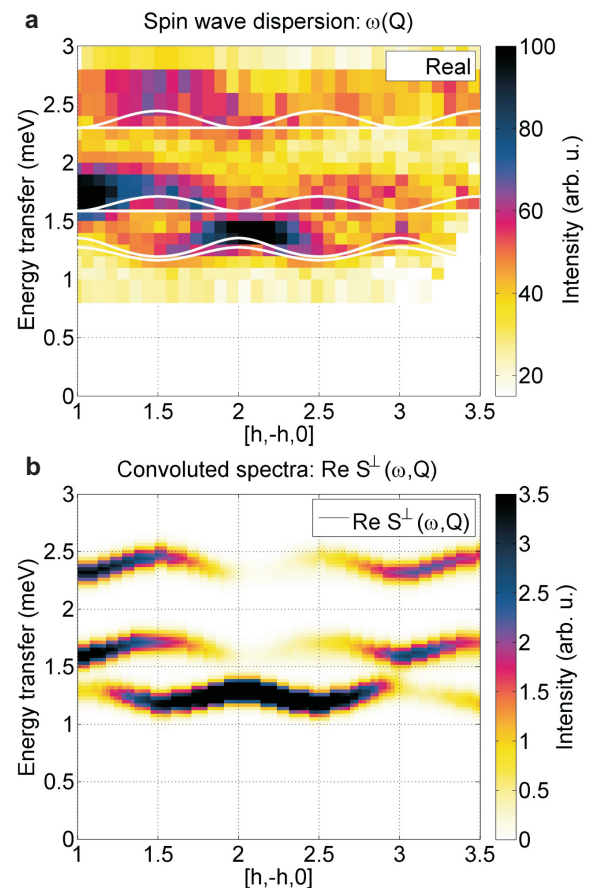 a
Spin wave dispersion: ω(Q)
Real
Energy transfer (meV)
3
2.5
2
1.5
1
0.5
0
1 1.5 2 2.5 3 3.5
[h,-h,0]
100
80
60
40
20
Intensity (arb. u.)
b
Convoluted spectra: Re S⊥(ω,Q)
Re S⊥(ω,Q)
Energy transfer (meV)
3
2.5
2
1.5
1
0.5
0
1 1.5 2 2.5 3 3.5
[h,-h,0]
3.5
3
2.5
2
1.5
1
0.5
0
Intensity (arb. u.)